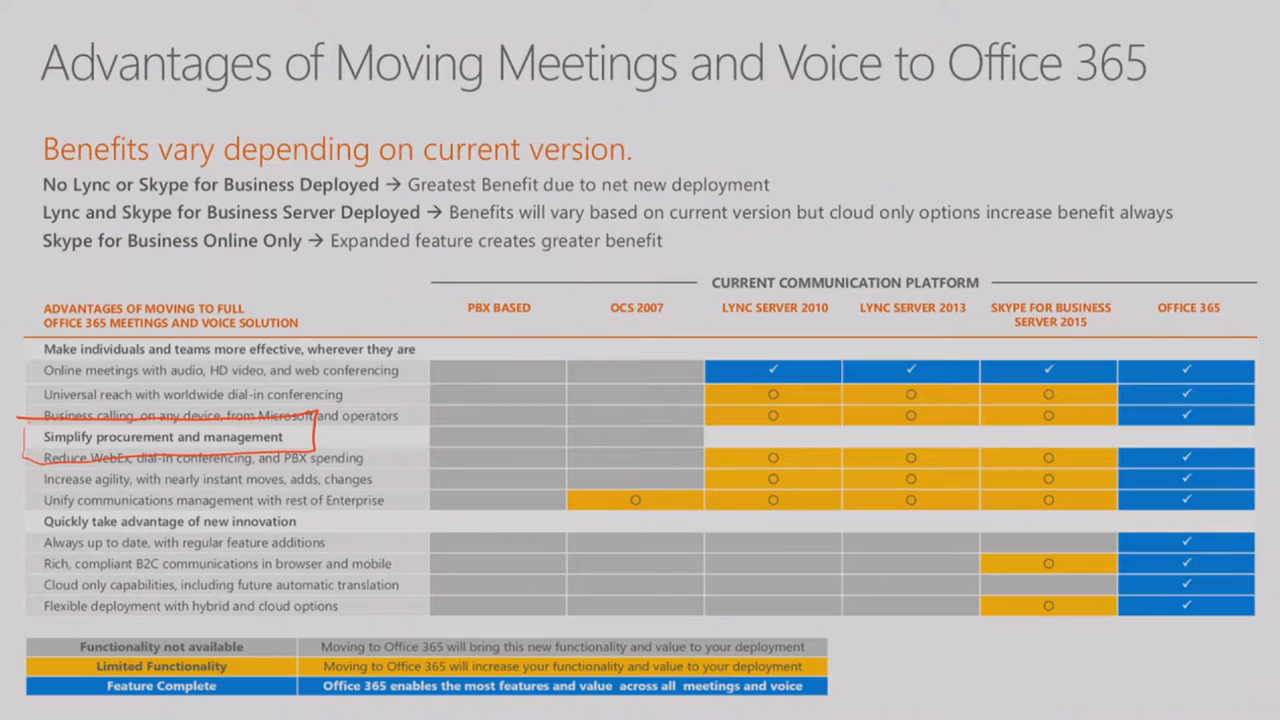 Advantages of Moving Meetings and Voice to Office 365
Benefits vary depending on current version.
No Lync or Skype for Business Deployed → Greatest Benefit due to net new deployment
Lync and Skype for Business Server Deployed → Benefits will vary based on current version but cloud only options increase benefit always
Skype for Business Online Only → Expanded feature creates greater benefit
CURRENT COMMUNICATION PLATFORM
ADVANTAGES OF MOVING TO FULL
OFFICE 365 MEETINGS AND VOICE SOLUTION
PBX BASED
OCS 2007
LYNC SERVER 2010
LYNC SERVER 2013
SKYPE FOR BUSINESS
SERVER 2015
OFFICE 365
Make individuals and teams more effective, wherever they are
Online meetings with audio, HD video, and web conferencing ✓ ✓ ✓ ✓
Universal reach with worldwide dial-in conferencing ○ ○ ○ ✓
Business calling, on any device, from Microsoft and operators ○ ○ ○ ✓
Simplify procurement and management
Reduce WebEx, dial-in conferencing, and PBX spending ○ ○ ○ ✓
Increase agility, with nearly instant moves, adds, changes ○ ○ ○ ✓
Unify communications management with rest of Enterprise ○ ○ ○ ○ ✓
Quickly take advantage of new innovation
Always up to date, with regular feature additions ✓
Rich, compliant B2C communications in browser and mobile ○ ✓
Cloud only capabilities, including future automatic translation ✓
Flexible deployment with hybrid and cloud options ○ ✓
Functionality not available Moving to Office 365 will bring this new functionality and value to your deployment
Limited Functionality Moving to Office 365 will increase your functionality and value to your deployment
Feature Complete Office 365 enables the most features and value across all meetings and voice